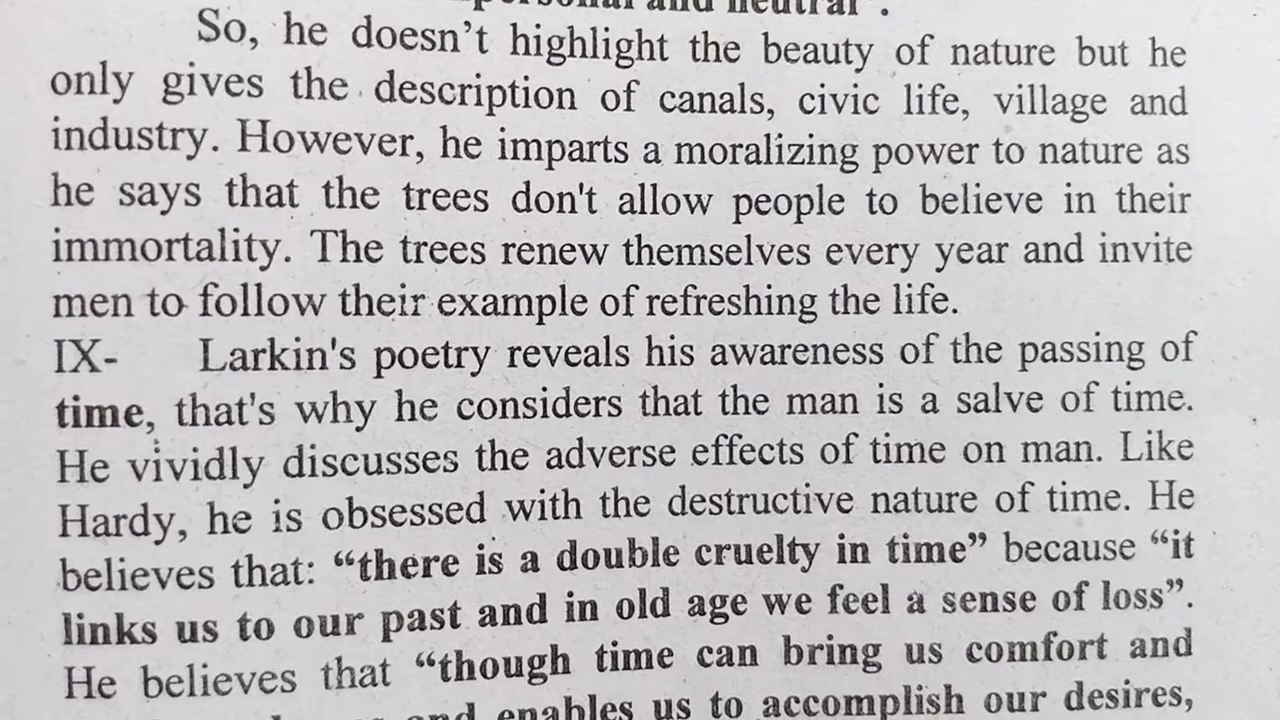 and neutral".
So, he doesn't highlight the beauty of nature but he
only gives the description of canals, civic life, village and
industry. However, he imparts a moralizing power to nature as
he says that the trees don't allow people to believe in their
immortality. The trees renew themselves every year and invite
men to follow their example of refreshing the life.
IX- Larkin's poetry reveals his awareness of the passing of
time, that's why he considers that the man is a salve of time.
He vividly discusses the adverse effects of time on man. Like
Hardy, he is obsessed with the destructive nature of time. He
believes that: “there is a double cruelty in time” because “it
links us to our past and in old age we feel a sense of loss”.
He believes that “though time can bring us comfort and
and enables us to accomplish our desires,